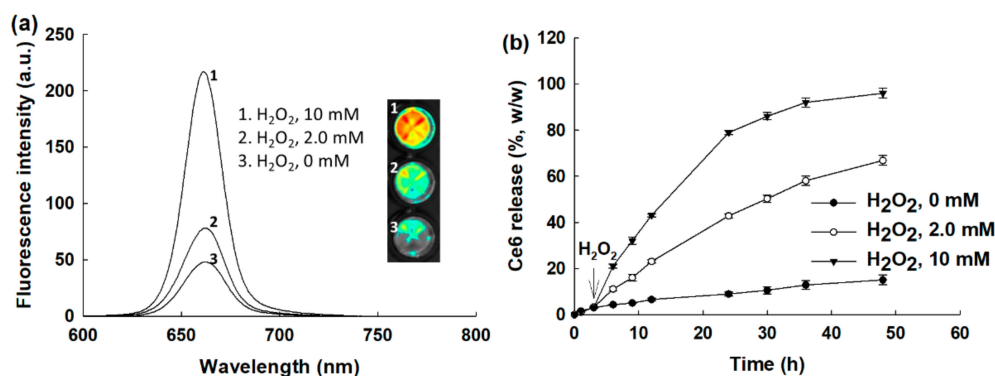 (a)
Fluorescence intensity (a.u.)
250
200
150
100
50
0
600
650
700
750
800
Wavelength (nm)
1
2
3
1. H₂O₂, 10 mM
2. H₂O₂, 2.0 mM
3. H₂O₂, 0 mM
1
2
3
(b)
Ce6 release (%, w/w)
120
100
80
60
40
20
0
0
10
20
30
40
50
60
Time (h)
H₂O₂
H₂O₂, 0 mM
H₂O₂, 2.0 mM
H₂O₂, 10 mM